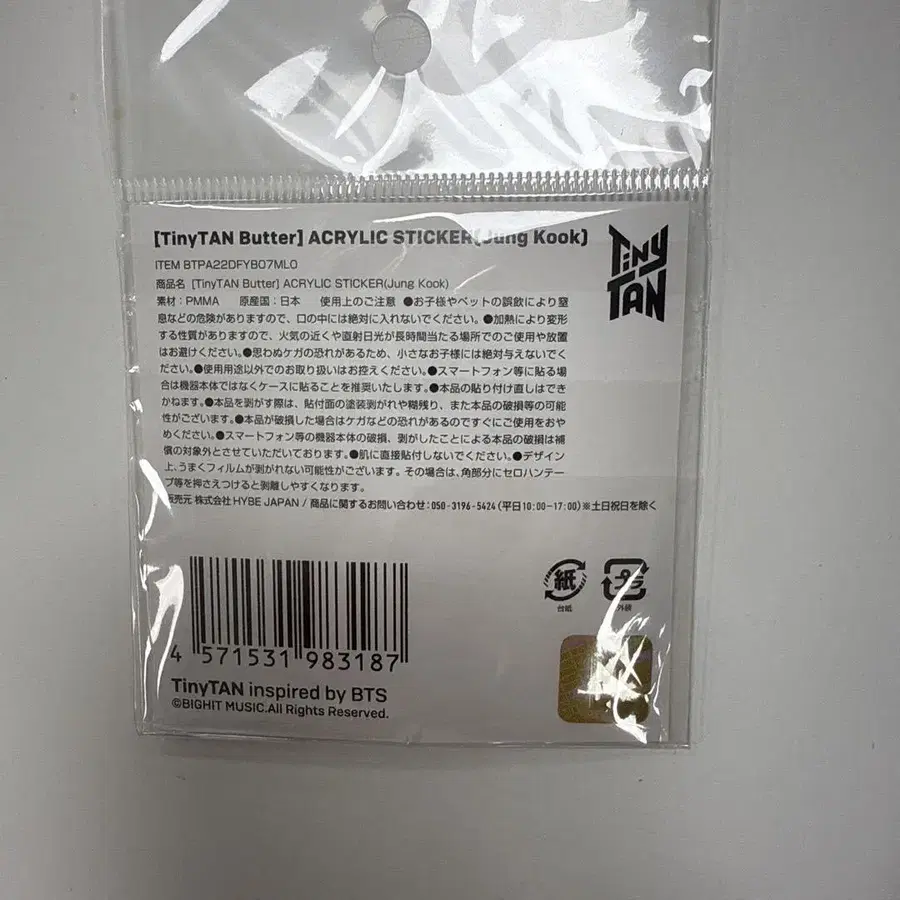 [TinyTAN Butter] ACRYLIC STICKER(Jung Kook)
TiNY TAN
ITEM BTPA22DFYB07ML0
商品名 [TinyTAN Butter] ACRYLIC STICKER(Jung Kook)
素材：PMMA 原産国：日本 使用上のご注意 ●お子様やペットの誤飲により窒
息などの危険がありますので、口の中には絶対に入れないでください。●加熱により変形
する性質がありますので、火気の近くや直射日光が長時間当たる場所でのご使用や放置
はお避けください。●思わぬケガの恐れがあるため、小さなお子様には絶対与えないでく
ださい。●使用用途以外でのお取り扱いはお控えください。●スマートフォン等に貼る場
合は機器本体ではなくケースに貼ることを推奨いたします。●本品の貼り付け直しはでき
かねます。●本品を剥がす際は、貼付面の塗装剥がれや糊残り、また本品の破損等の可能
性がございます。●本品が破損した場合はケガなどの恐れがあるのですぐにご使用をおや
めください。●スマートフォン等の機器本体の破損、剥がしたことによる本品の破損は補
償の対象外とさせていただいております。●肌に直接貼付しないでください。●デザイン
上、うまくフィルムが剥がれない可能性がございます。その場合は、角部分にセロハンテー
プ等を押さえつけると剥離しやすくなります。
販売元 株式会社HYBE JAPAN / 商品に関するお問い合わせ：050-3196-5424（平日10:00-17:00）※土日祝日を除く
紙
台紙
プラ
外装
4 571531 983187
TinyTAN inspired by BTS
©BIGHIT MUSIC.All Rights Reserved.